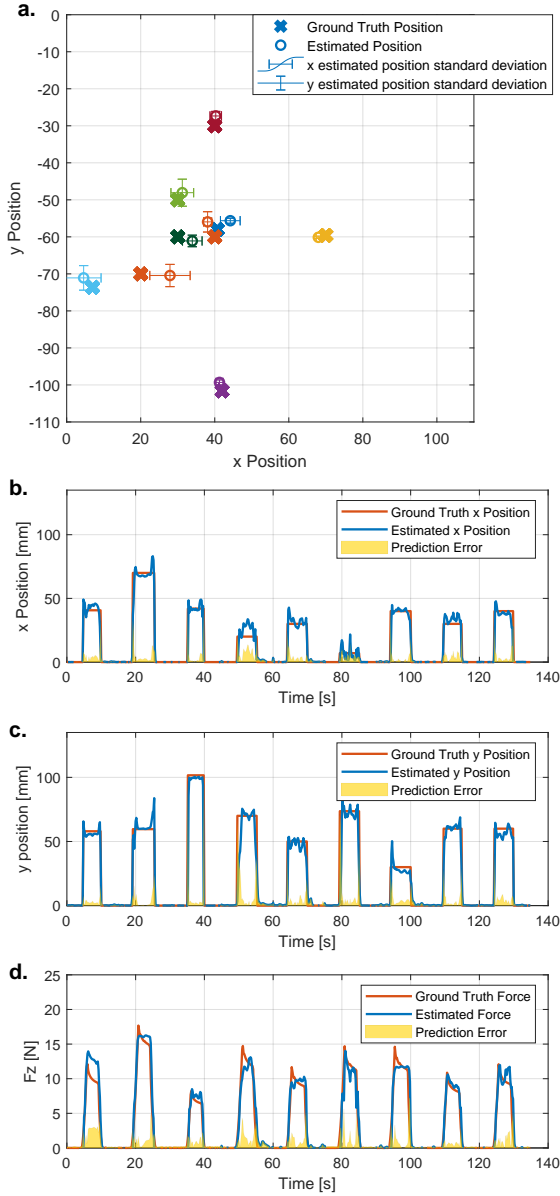 a.
0
-10
-20
-30
-40
-50
-60
-70
-80
-90
-100
-110
y Position
0 20 40 60 80 100
x Position
Ground Truth Position
Estimated Position
x estimated position standard deviation
y estimated position standard deviation
b.
100
50
0
x Position [mm]
0 20 40 60 80 100 120 140
Time [s]
Ground Truth x Position
Estimated x Position
Prediction Error
c.
100
50
0
y position [mm]
0 20 40 60 80 100 120 140
Time [s]
Ground Truth y Position
Estimated y Position
Prediction Error
d.
25
20
15
10
5
0
Fz [N]
0 20 40 60 80 100 120 140
Time [s]
Ground Truth Force
Estimated Force
Prediction Error